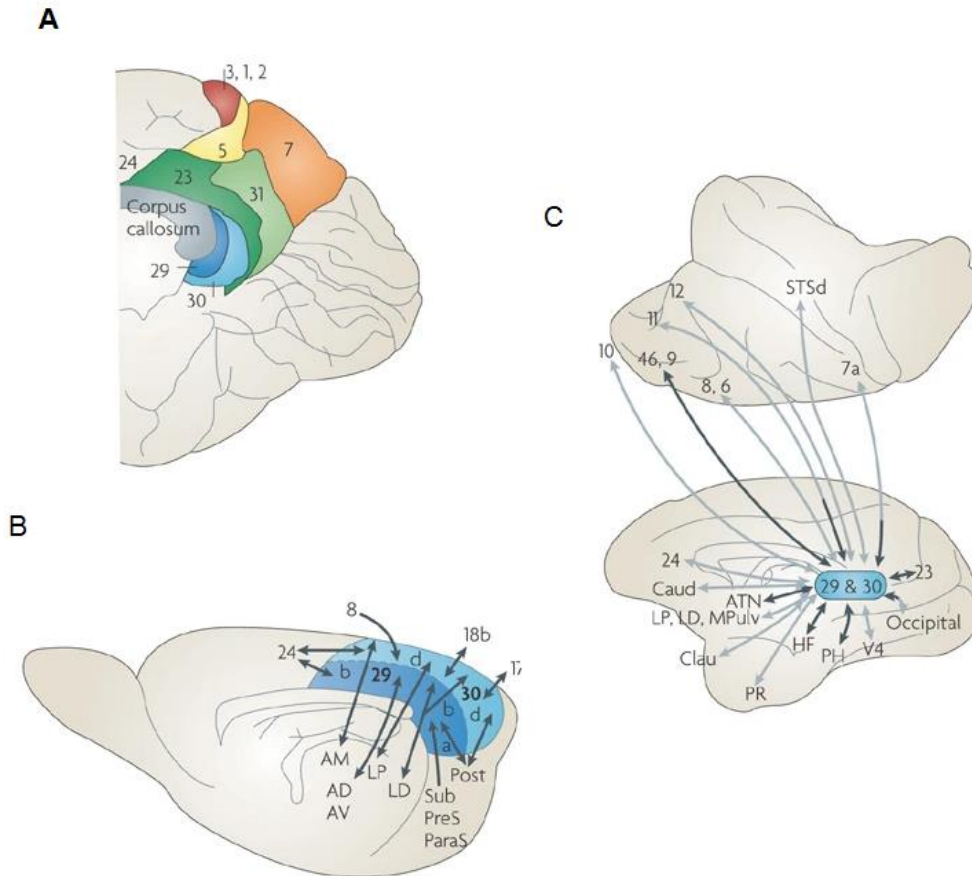 A
3, 1, 2
5
7
24
23
31
Corpus
callosum
29
30
C
12
STSd
11
10
46, 9
7a
8, 6
24
23
29 & 30
Caud
ATN
LP, LD, MPulv
Occipital
HF
V4
Clau
PH
PR
B
8
18b
24
d
17
b
29
30
b
d
a
AM
LP
Post
AD
LD
Sub
AV
PreS
ParaS